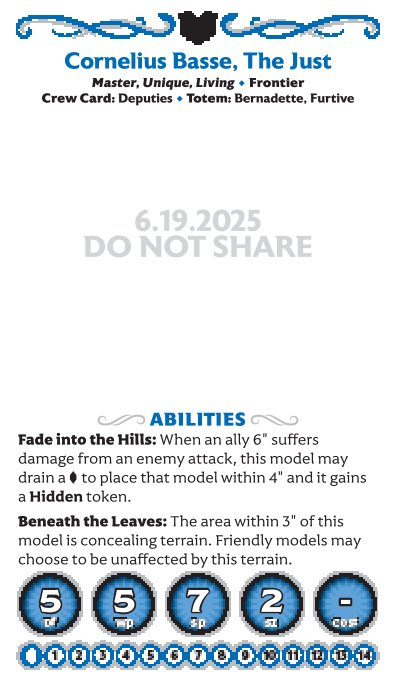 Cornelius Basse, The Just
Master, Unique, Living ♦ Frontier
Crew Card: Deputies ♦ Totem: Bernadette, Furtive
6.19.2025
DO NOT SHARE
ABILITIES
Fade into the Hills: When an ally 6" suffers
damage from an enemy attack, this model may
drain a to place that model within 4" and it gains
a Hidden token.
Beneath the Leaves: The area within 3" of this
model is concealing terrain. Friendly models may
choose to be unaffected by this terrain.
5 5 7 2 -
df wp sp sz cost
1 2 3 4 5 6 7 8 9 10 11 12 13 14